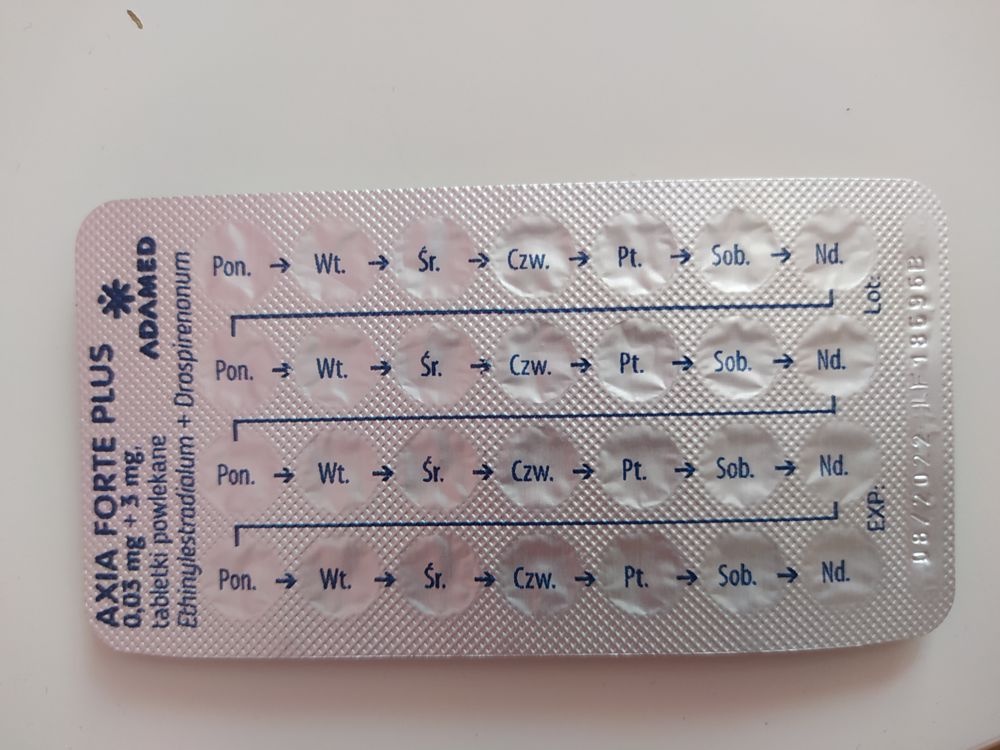 AXIA FORTE PLUS
0,03 mg + 3 mg,
tabletki powlekane
Ethinylestradiolum + Drospirenonum
ADAMED
Pon. → Wt. → Śr. → Czw. → Pt. → Sob. → Nd.
Pon. → Wt. → Śr. → Czw. → Pt. → Sob. → Nd.
Pon. → Wt. → Śr. → Czw. → Pt. → Sob. → Nd.
Pon. → Wt. → Śr. → Czw. → Pt. → Sob. → Nd.
EXP: Lot:
08/2022